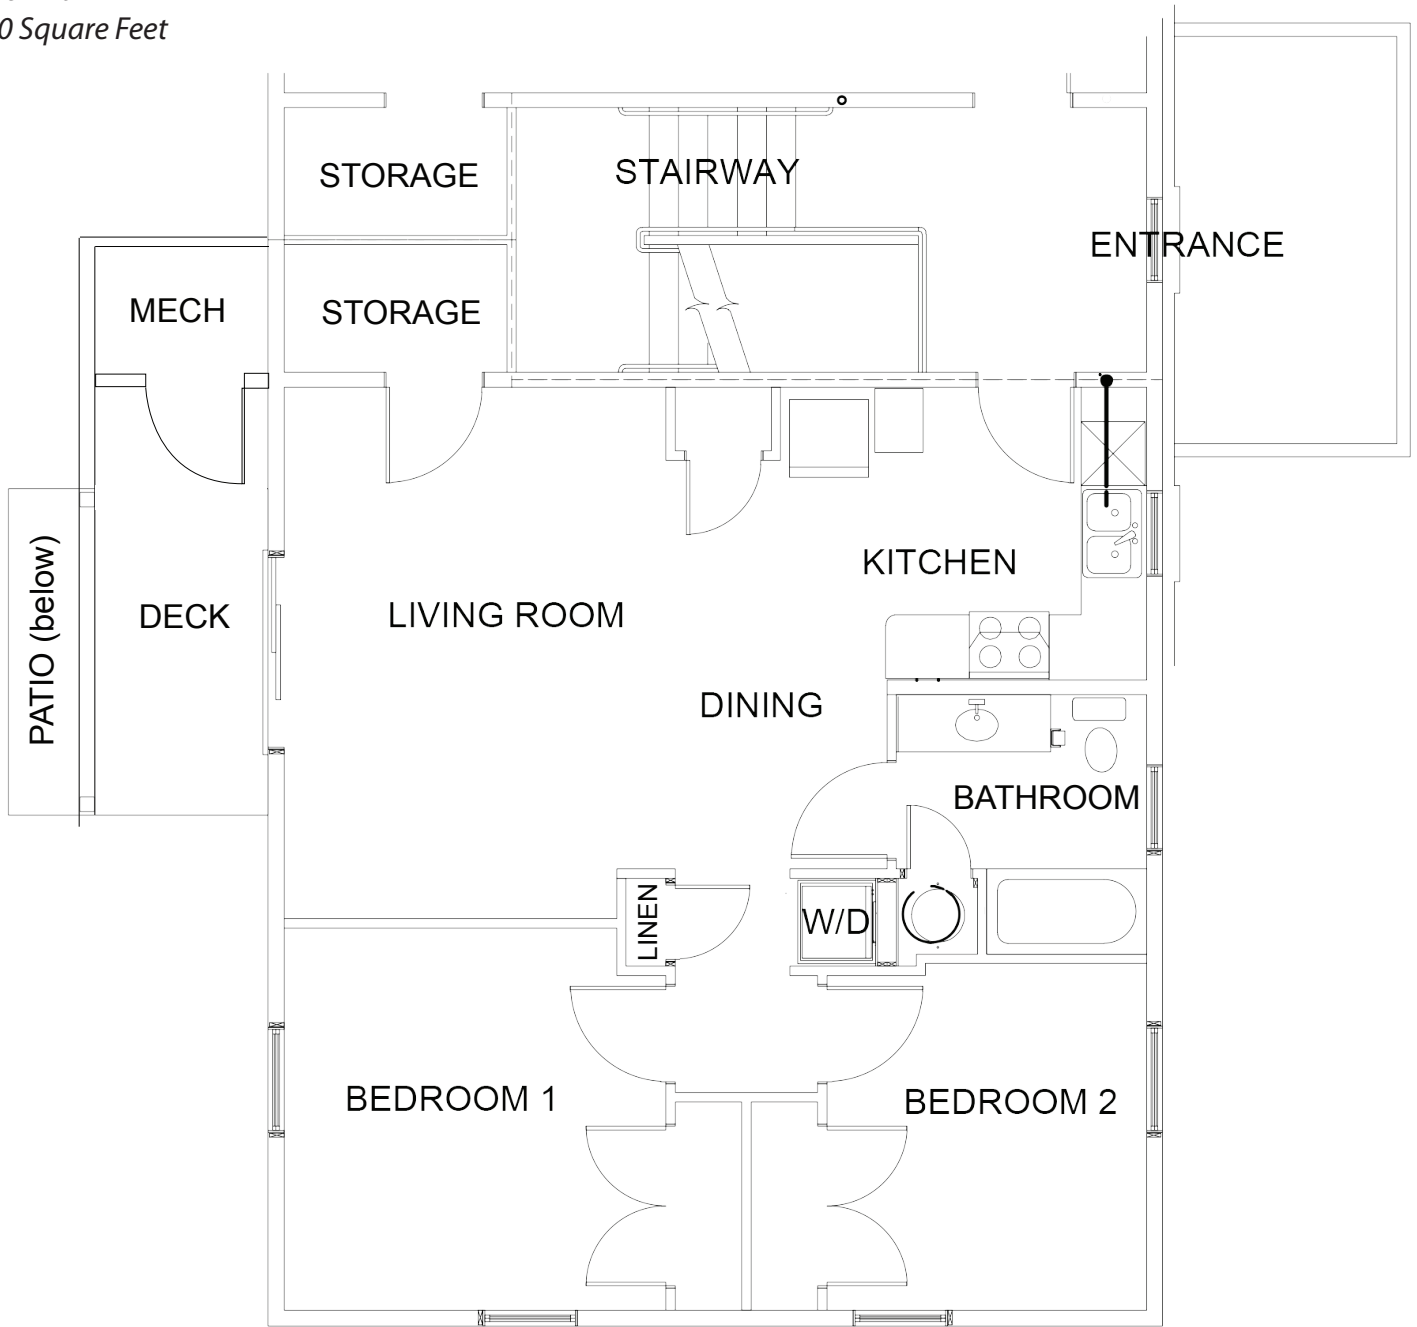 0 Square Feet
STORAGE
STAIRWAY
ENTRANCE
MECH
STORAGE
KITCHEN
PATIO (below)
DECK
LIVING ROOM
DINING
BATHROOM
LINEN
W/D
BEDROOM 1
BEDROOM 2